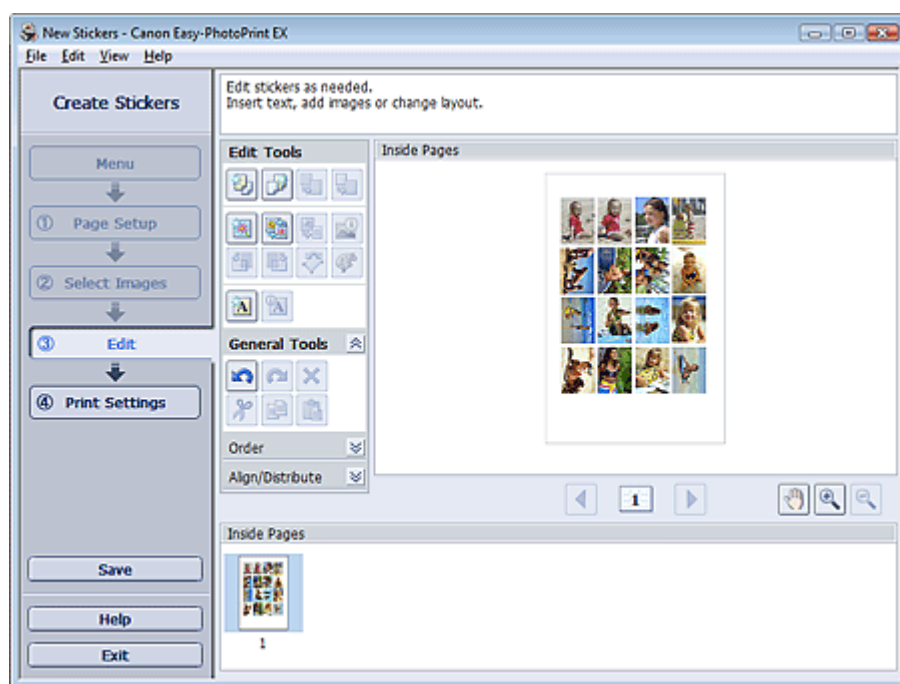 New Stickers - Canon Easy-PhotoPrint EX
File Edit View Help
Create Stickers
Menu
① Page Setup
② Select Images
③ Edit
④ Print Settings
Save
Help
Exit
Edit stickers as needed.
Insert text, add images or change layout.
Edit Tools
A A
General Tools
Order
Align/Distribute
Inside Pages
1
Inside Pages
1